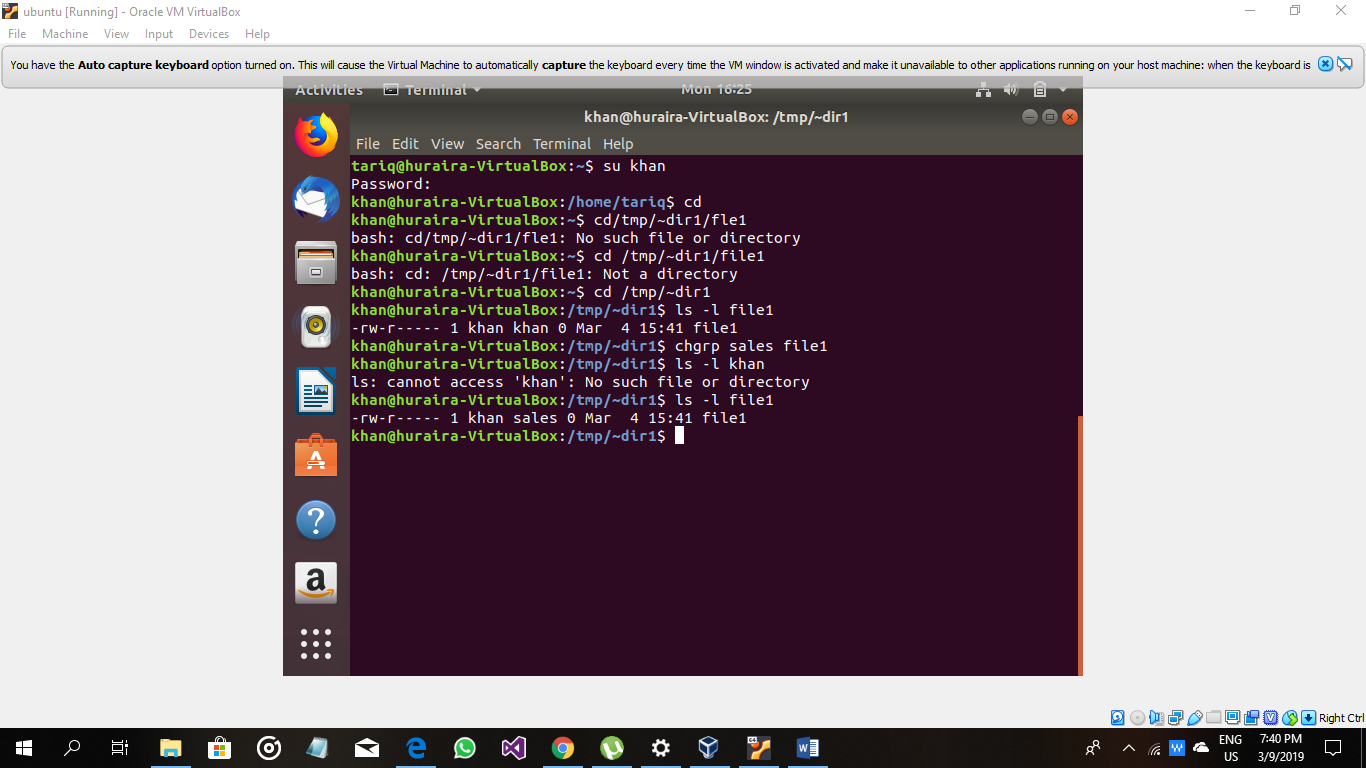 ubuntu [Running] - Oracle VM VirtualBox
File Machine View Input Devices Help
You have the Auto capture keyboard option turned on. This will cause the Virtual Machine to automatically capture the keyboard every time the VM window is activated and make it unavailable to other applications running on your host machine: when the keyboard is
Activities Terminal Mon 16:25
khan@huraira-VirtualBox: /tmp/~dir1
File Edit View Search Terminal Help
tariq@huraira-VirtualBox:~$ su khan
Password:
khan@huraira-VirtualBox:/home/tariq$ cd
khan@huraira-VirtualBox:~$ cd/tmp/~dir1/fle1
bash: cd/tmp/~dir1/fle1: No such file or directory
khan@huraira-VirtualBox:~$ cd /tmp/~dir1/file1
bash: cd: /tmp/~dir1/file1: Not a directory
khan@huraira-VirtualBox:~$ cd /tmp/~dir1
khan@huraira-VirtualBox:/tmp/~dir1$ ls -l file1
-rw-r----- 1 khan khan 0 Mar  4 15:41 file1
khan@huraira-VirtualBox:/tmp/~dir1$ chgrp sales file1
khan@huraira-VirtualBox:/tmp/~dir1$ ls -l khan
ls: cannot access 'khan': No such file or directory
khan@huraira-VirtualBox:/tmp/~dir1$ ls -l file1
-rw-r----- 1 khan sales 0 Mar  4 15:41 file1
khan@huraira-VirtualBox:/tmp/~dir1$
Right Ctrl
ENG
US
7:40 PM
3/9/2019